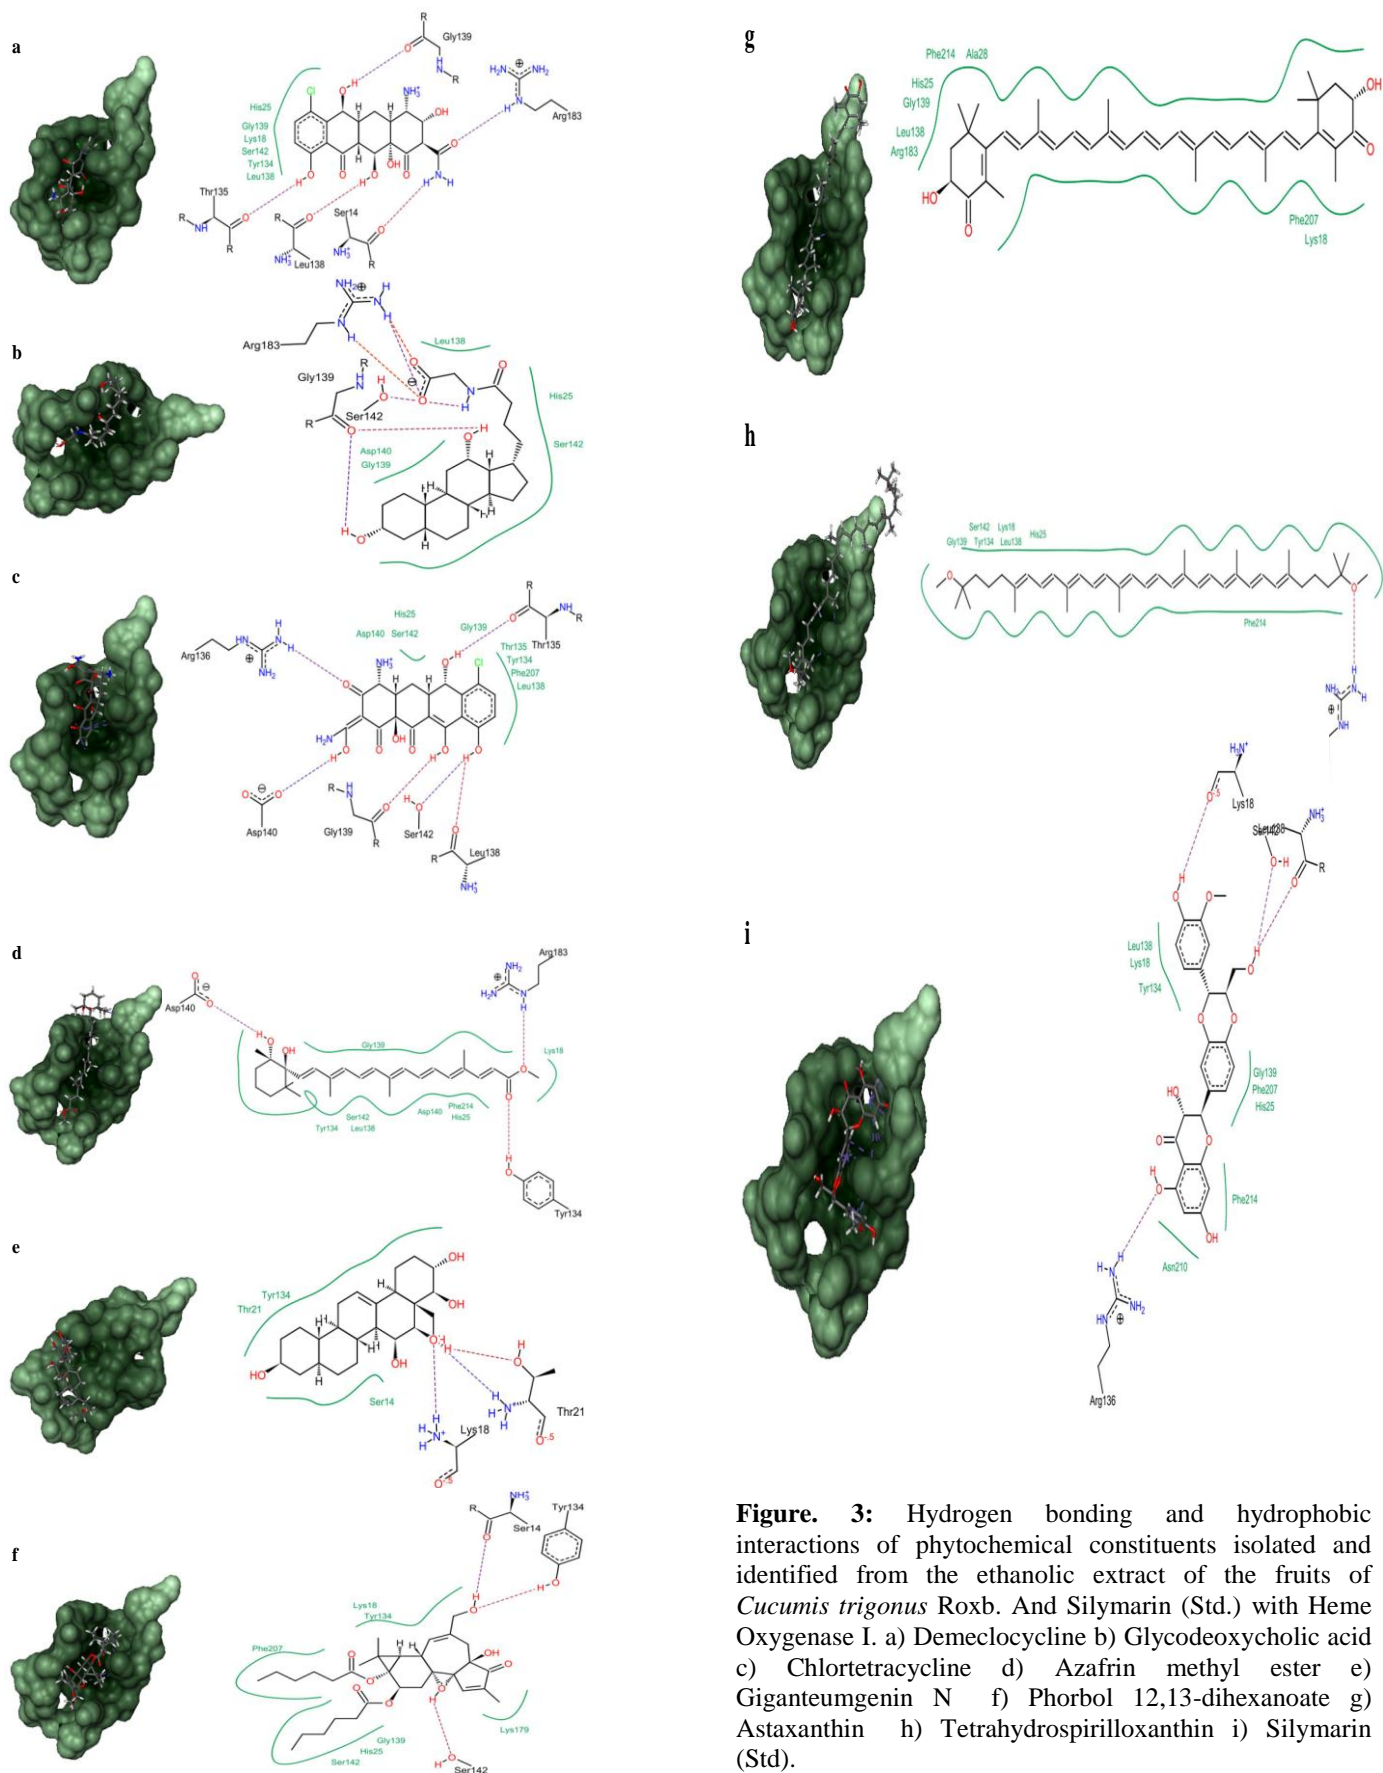 a
Gly139
Arg183
His25
Gly139
Lys18
Ser142
Tyr134
Leu138
Thr135
Ser14
Leu138
b
Arg183
Leu138
Gly139
Ser142
His25
Ser142
Asp140
Gly139
c
Arg136
His25
Asp140 Ser142
Gly139
Thr135
Thr135
Tyr134
Phe207
Leu138
Asp140
Gly139
Ser142
Leu138
d
Asp140
Arg183
Gly139
Lys18
Ser142
Tyr134 Leu138
Asp140
Phe214
His25
Tyr134
e
Tyr134
Thr21
Ser14
Lys18
Thr21
f
Ser14
Tyr134
Lys18
Tyr134
Phe207
Lys179
Gly139
His25
Ser142
Ser142
g
Phe214 Ala28
His25
Gly139
Leu138
Arg183
Phe207
Lys18
h
Ser142 Lys18
Gly139 Tyr134 Leu138 His25
Phe214
i
Lys18
Leu138
Lys18
Tyr134
Gly139
Phe207
His25
Phe214
Asn210
Arg136
Figure. 3: Hydrogen bonding and hydrophobic
interactions of phytochemical constituents isolated and
identified from the ethanolic extract of the fruits of
Cucumis trigonus Roxb. And Silymarin (Std.) with Heme
Oxygenase I. a) Demeclocycline b) Glycodeoxycholic acid
c) Chlortetracycline d) Azafrin methyl ester e)
Giganteumgenin N f) Phorbol 12,13-dihexanoate g)
Astaxanthin h) Tetrahydrospirilloxanthin i) Silymarin
(Std).